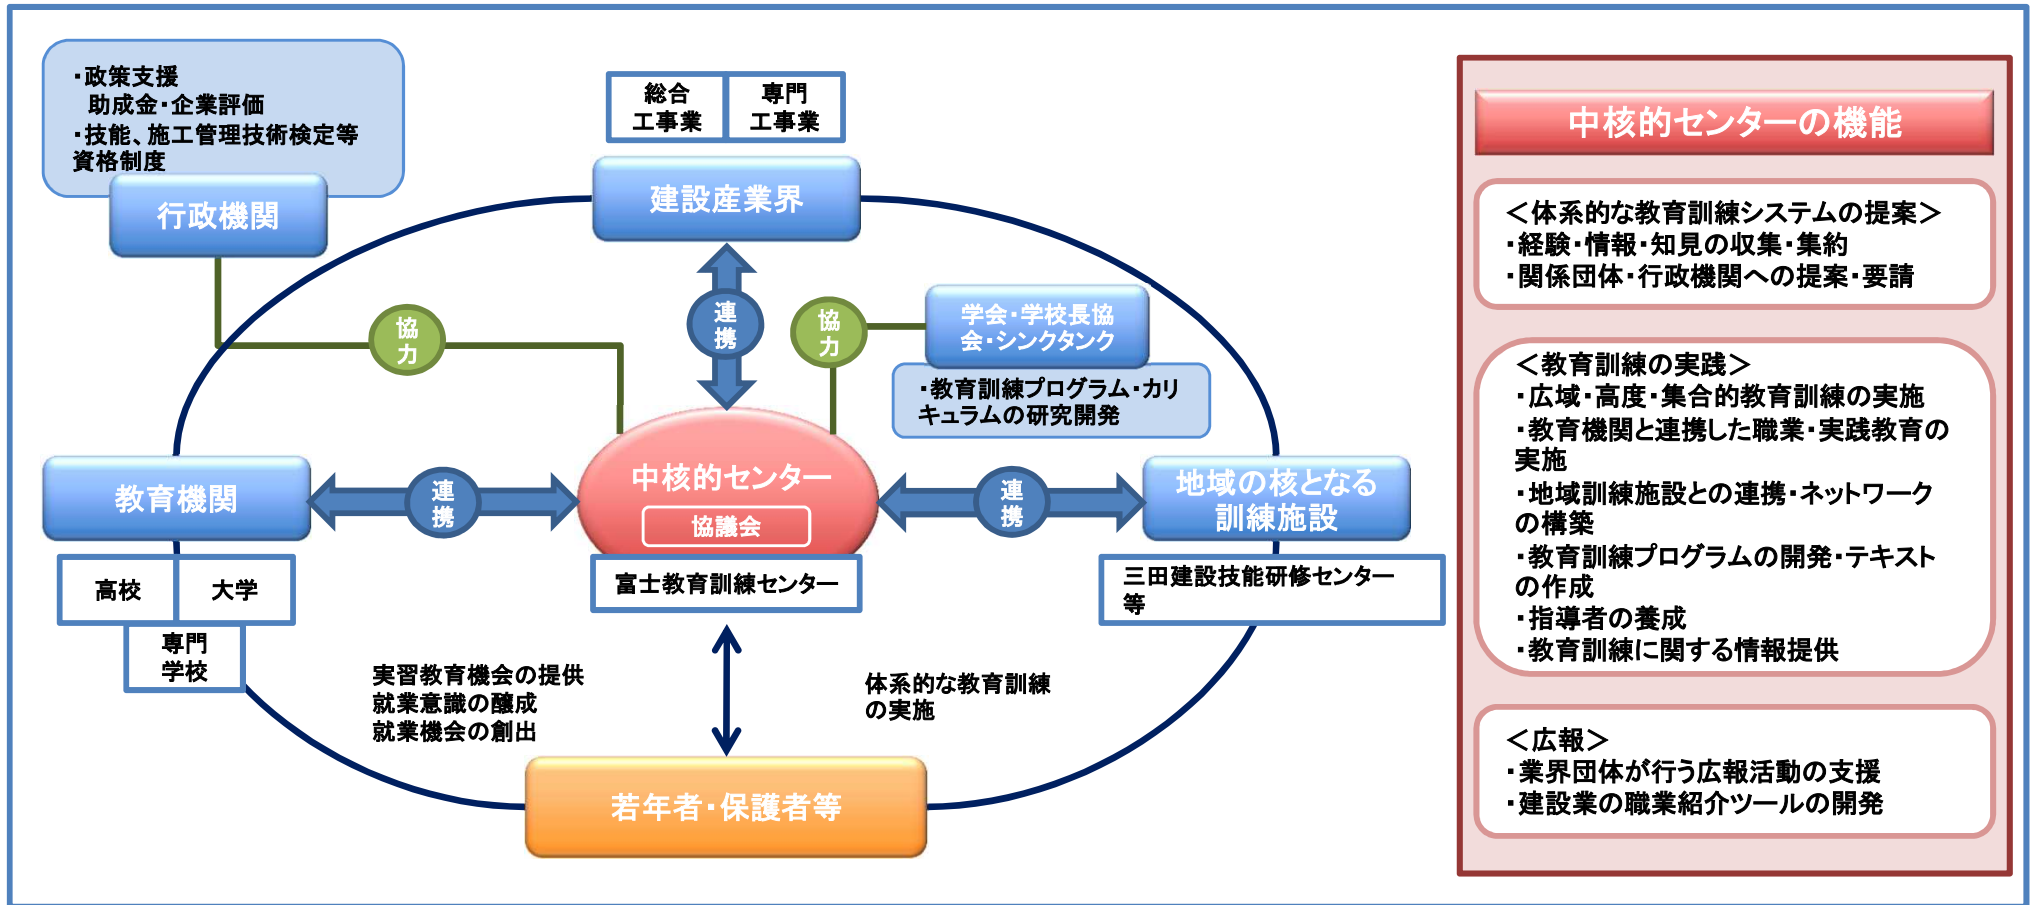 ・政策支援
助成金・企業評価
・技能、施工管理技術検定等
資格制度
行政機関
総合
工事業
専門
工事業
建設産業界
連
携
協
力
協
力
学会・学校長協
会・シンクタンク
・教育訓練プログラム・カリ
キュラムの研究開発
教育機関
連
携
中核的センター
協議会
連
携
地域の核となる
訓練施設
高校
大学
専門
学校
富士教育訓練センター
三田建設技能研修センター
等
実習教育機会の提供
就業意識の醸成
就業機会の創出
体系的な教育訓練
の実施
若年者・保護者等
中核的センターの機能
＜体系的な教育訓練システムの提案＞
・経験・情報・知見の収集・集約
・関係団体・行政機関への提案・要請
＜教育訓練の実践＞
・広域・高度・集合的教育訓練の実施
・教育機関と連携した職業・実践教育の
実施
・地域訓練施設との連携・ネットワーク
の構築
・教育訓練プログラムの開発・テキスト
の作成
・指導者の養成
・教育訓練に関する情報提供
＜広報＞
・業界団体が行う広報活動の支援
・建設業の職業紹介ツールの開発